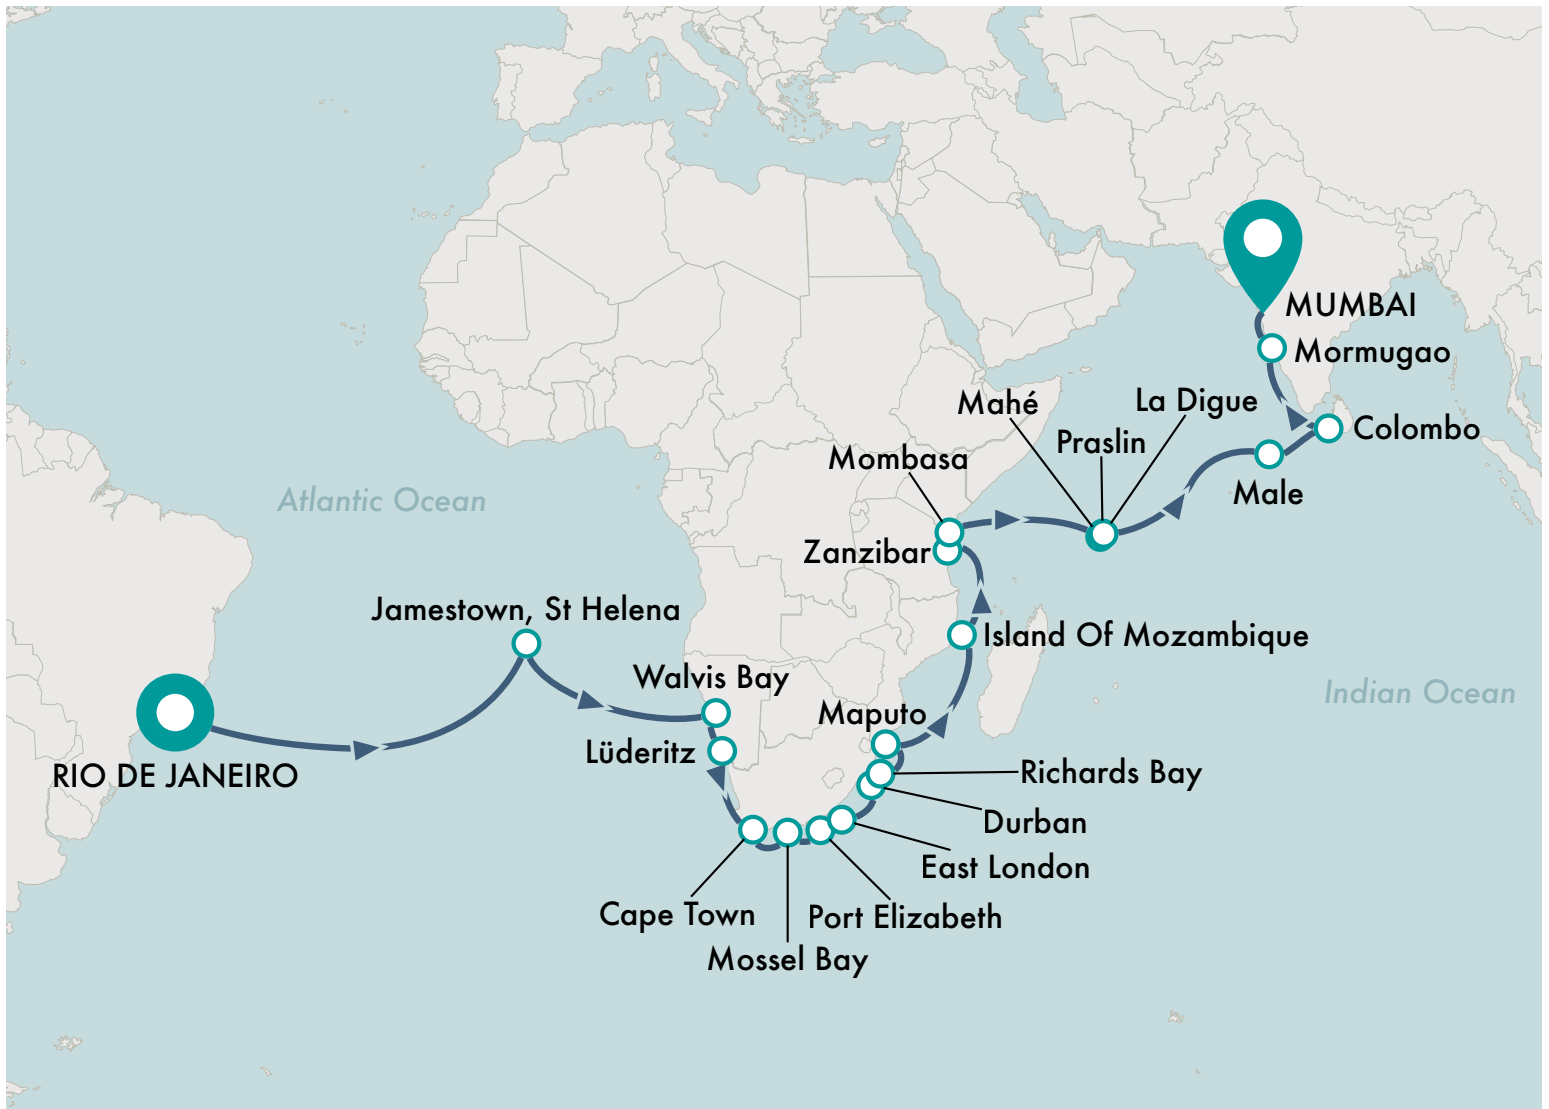 MUMBAI
Mormugao
La Digue
Mahé
Praslin
Colombo
Mombasa
Male
Atlantic Ocean
Zanzibar
Jamestown, St Helena
Island Of Mozambique
Walvis Bay
Indian Ocean
Maputo
Lüderitz
RIO DE JANEIRO
Richards Bay
Durban
East London
Cape Town
Port Elizabeth
Mossel Bay